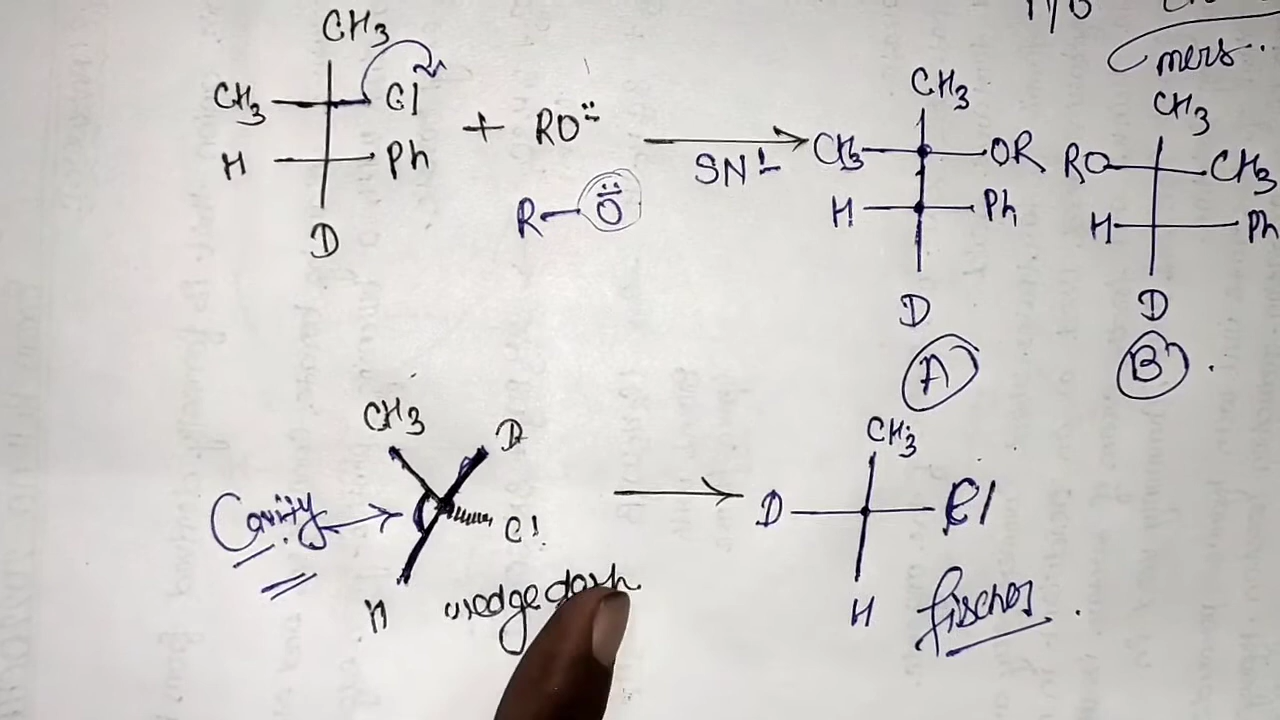 CH3
CH3 Cl + RO:
H Ph
D
R-Ö
SN1
CH3
CH3 OR
H Ph
D
A
mers.
CH3
RO CH3
H Ph
D
B
CH3 D
Cavity
Cl
H wedge dash
CH3
D Cl
H
fischer